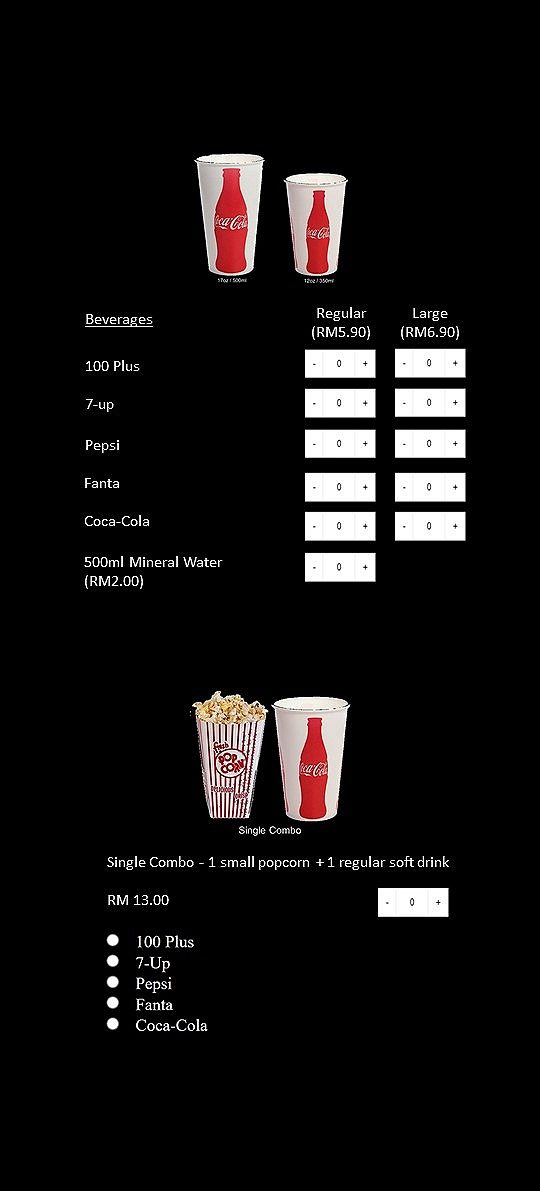 Coca-Cola
Coca-Cola
17oz / 500ml
12oz / 350ml
Beverages
Regular
(RM5.90)
Large
(RM6.90)
100 Plus
- 0 +
- 0 +
7-up
- 0 +
- 0 +
Pepsi
- 0 +
- 0 +
Fanta
- 0 +
- 0 +
Coca-Cola
- 0 +
- 0 +
500ml Mineral Water
(RM2.00)
- 0 +
Fresh
POP
CORN
DELICIOUS
Coca-Cola
Single Combo
Single Combo - 1 small popcorn + 1 regular soft drink
RM 13.00
- 0 +
100 Plus
7-Up
Pepsi
Fanta
Coca-Cola